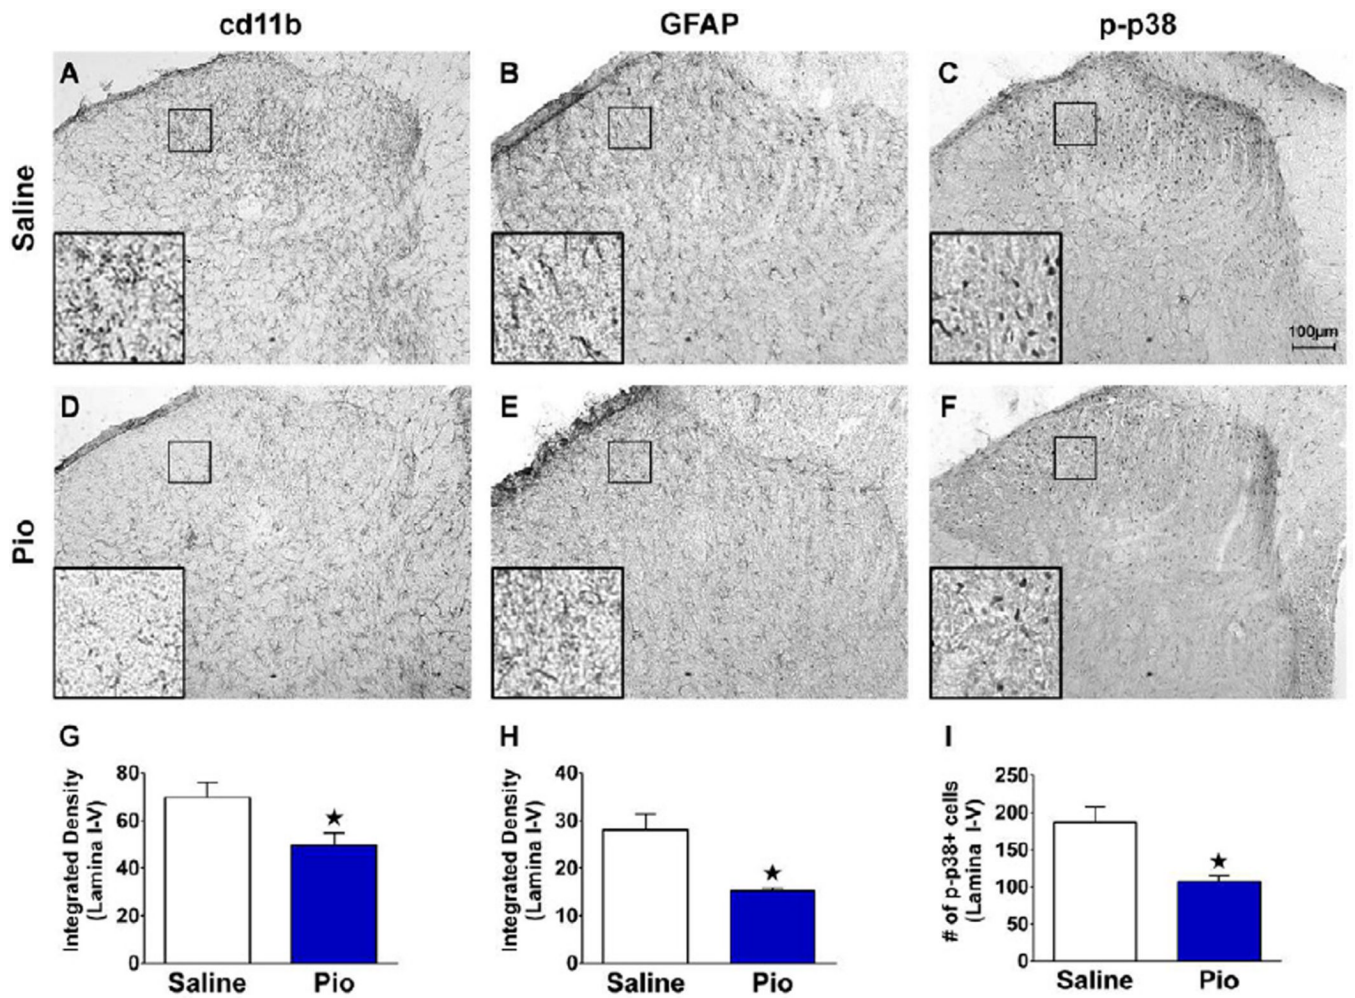 cd11b GFAP p-p38
Saline
A B C
100µm
Pio
D E F
G H I
Integrated Density
(Lamina I-V)
80
60
40
20
0
Saline Pio
★
Integrated Density
(Lamina I-V)
40
30
20
10
0
Saline Pio
★
# of p-p38+ cells
(Lamina I-V)
250
200
150
100
50
0
Saline Pio
★